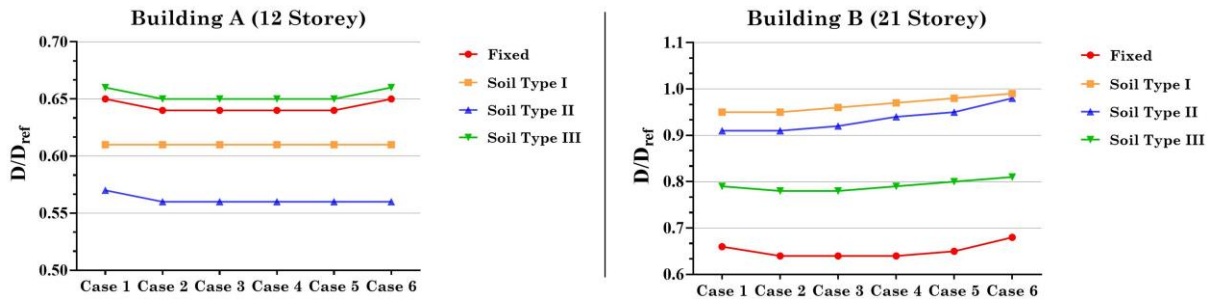 Building A (12 Storey)
0.70
0.65
0.60
0.55
0.50
D/Dref
Case 1 Case 2 Case 3 Case 4 Case 5 Case 6
Fixed
Soil Type I
Soil Type II
Soil Type III
Building B (21 Storey)
1.1
1.0
0.9
0.8
0.7
0.6
D/Dref
Case 1 Case 2 Case 3 Case 4 Case 5 Case 6
Fixed
Soil Type I
Soil Type II
Soil Type III